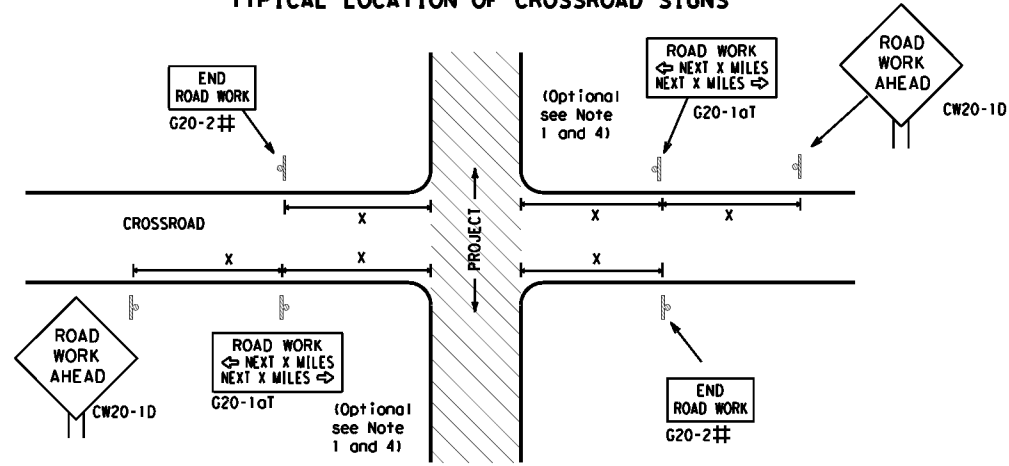 TYPICAL LOCATION OF CROSSROAD SIGNS
END
ROAD WORK
G20-2#
(Optional
see Note
1 and 4)
ROAD WORK
⇦ NEXT X MILES
NEXT X MILES ⇨
G20-1aT
ROAD
WORK
AHEAD
CW20-1D
X
X
X
CROSSROAD
PROJECT
X
X
X
ROAD
WORK
AHEAD
CW20-1D
ROAD WORK
⇦ NEXT X MILES
NEXT X MILES ⇨
G20-1aT
(Optional
see Note
1 and 4)
END
ROAD WORK
G20-2#